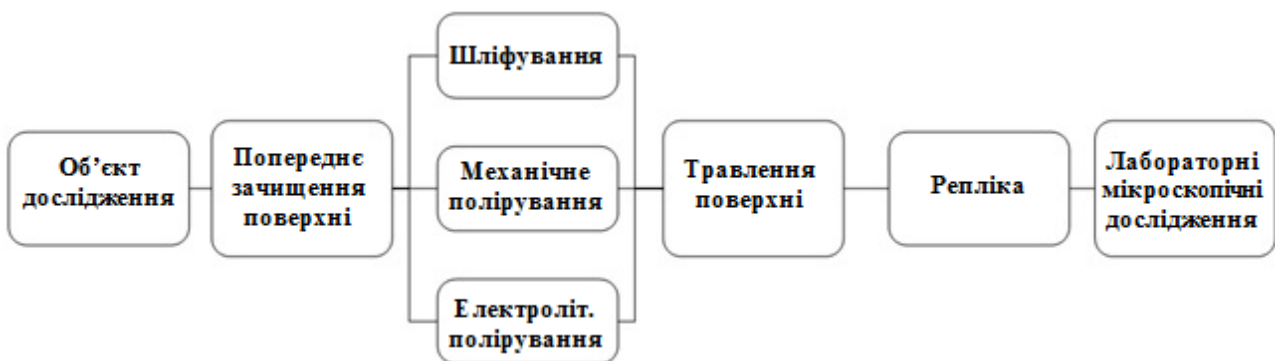 Об’єкт
дослідження
Попереднє
зачищення
поверхні
Шліфування
Механічне
полірування
Електроліт.
полірування
Травлення
поверхні
Репліка
Лабораторні
мікроскопічні
дослідження